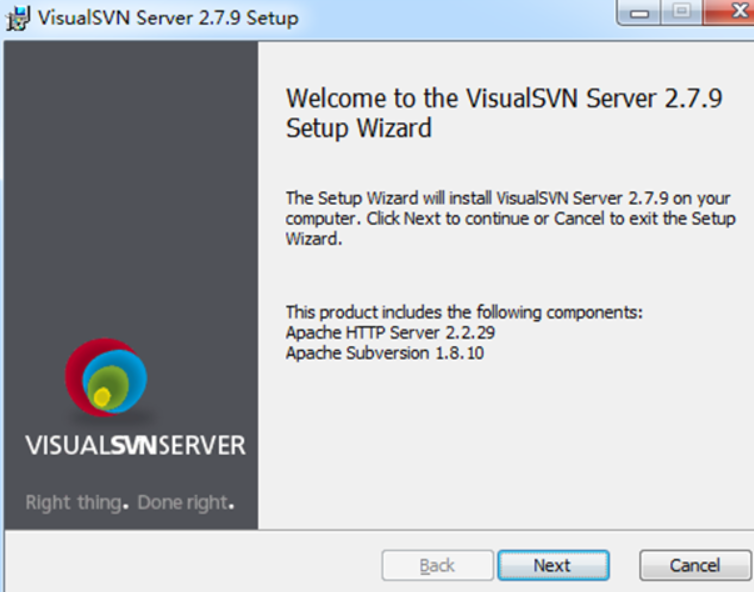 VisualSVN Server 2.7.9 Setup
Welcome to the VisualSVN Server 2.7.9
Setup Wizard
The Setup Wizard will install VisualSVN Server 2.7.9 on your
computer. Click Next to continue or Cancel to exit the Setup
Wizard.
This product includes the following components:
Apache HTTP Server 2.2.29
Apache Subversion 1.8.10
VISUALSVNSERVER
Right thing. Done right.
Back
Next
Cancel